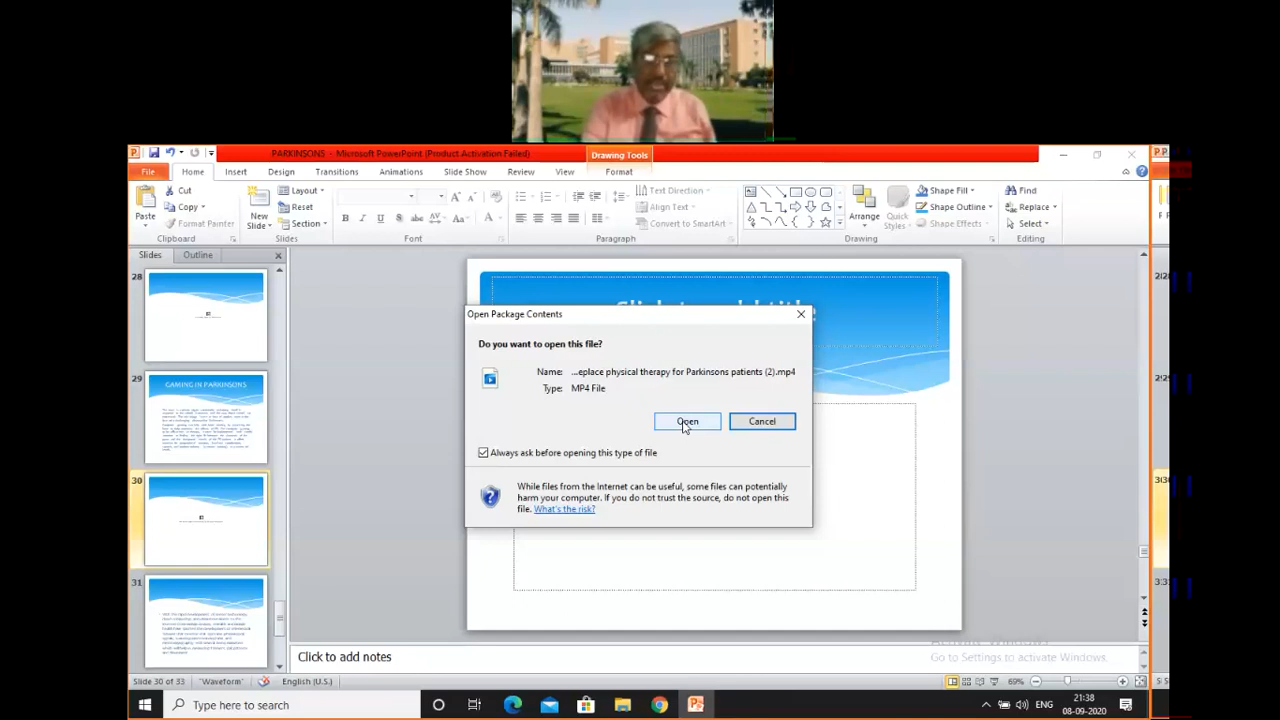 PARKINSONS - Microsoft PowerPoint (Product Activation Failed)
Drawing Tools
File Home Insert Design Transitions Animations Slide Show Review View Format
Paste
Cut
Copy
Format Painter
Clipboard
New
Slide
Layout
Reset
Section
Slides
Font
Text Direction
Align Text
Convert to SmartArt
Paragraph
Arrange
Quick
Styles
Shape Fill
Shape Outline
Shape Effects
Drawing
Find
Replace
Select
Editing
Slides Outline
28
29
GAMING IN PARKINSONS
30
31
Open Package Contents
Do you want to open this file?
Name: ...eplace physical therapy for Parkinsons patients (2).mp4
Type: MP4 File
Open Cancel
Always ask before opening this type of file
While files from the Internet can be useful, some files can potentially
harm your computer. If you do not trust the source, do not open this
file. What's the risk?
Activate Windows
Go to Settings to activate Windows.
Click to add notes
Slide 30 of 33 "Waveform" English (U.S.) 69%
Type here to search
ENG
21:38
08-09-2020